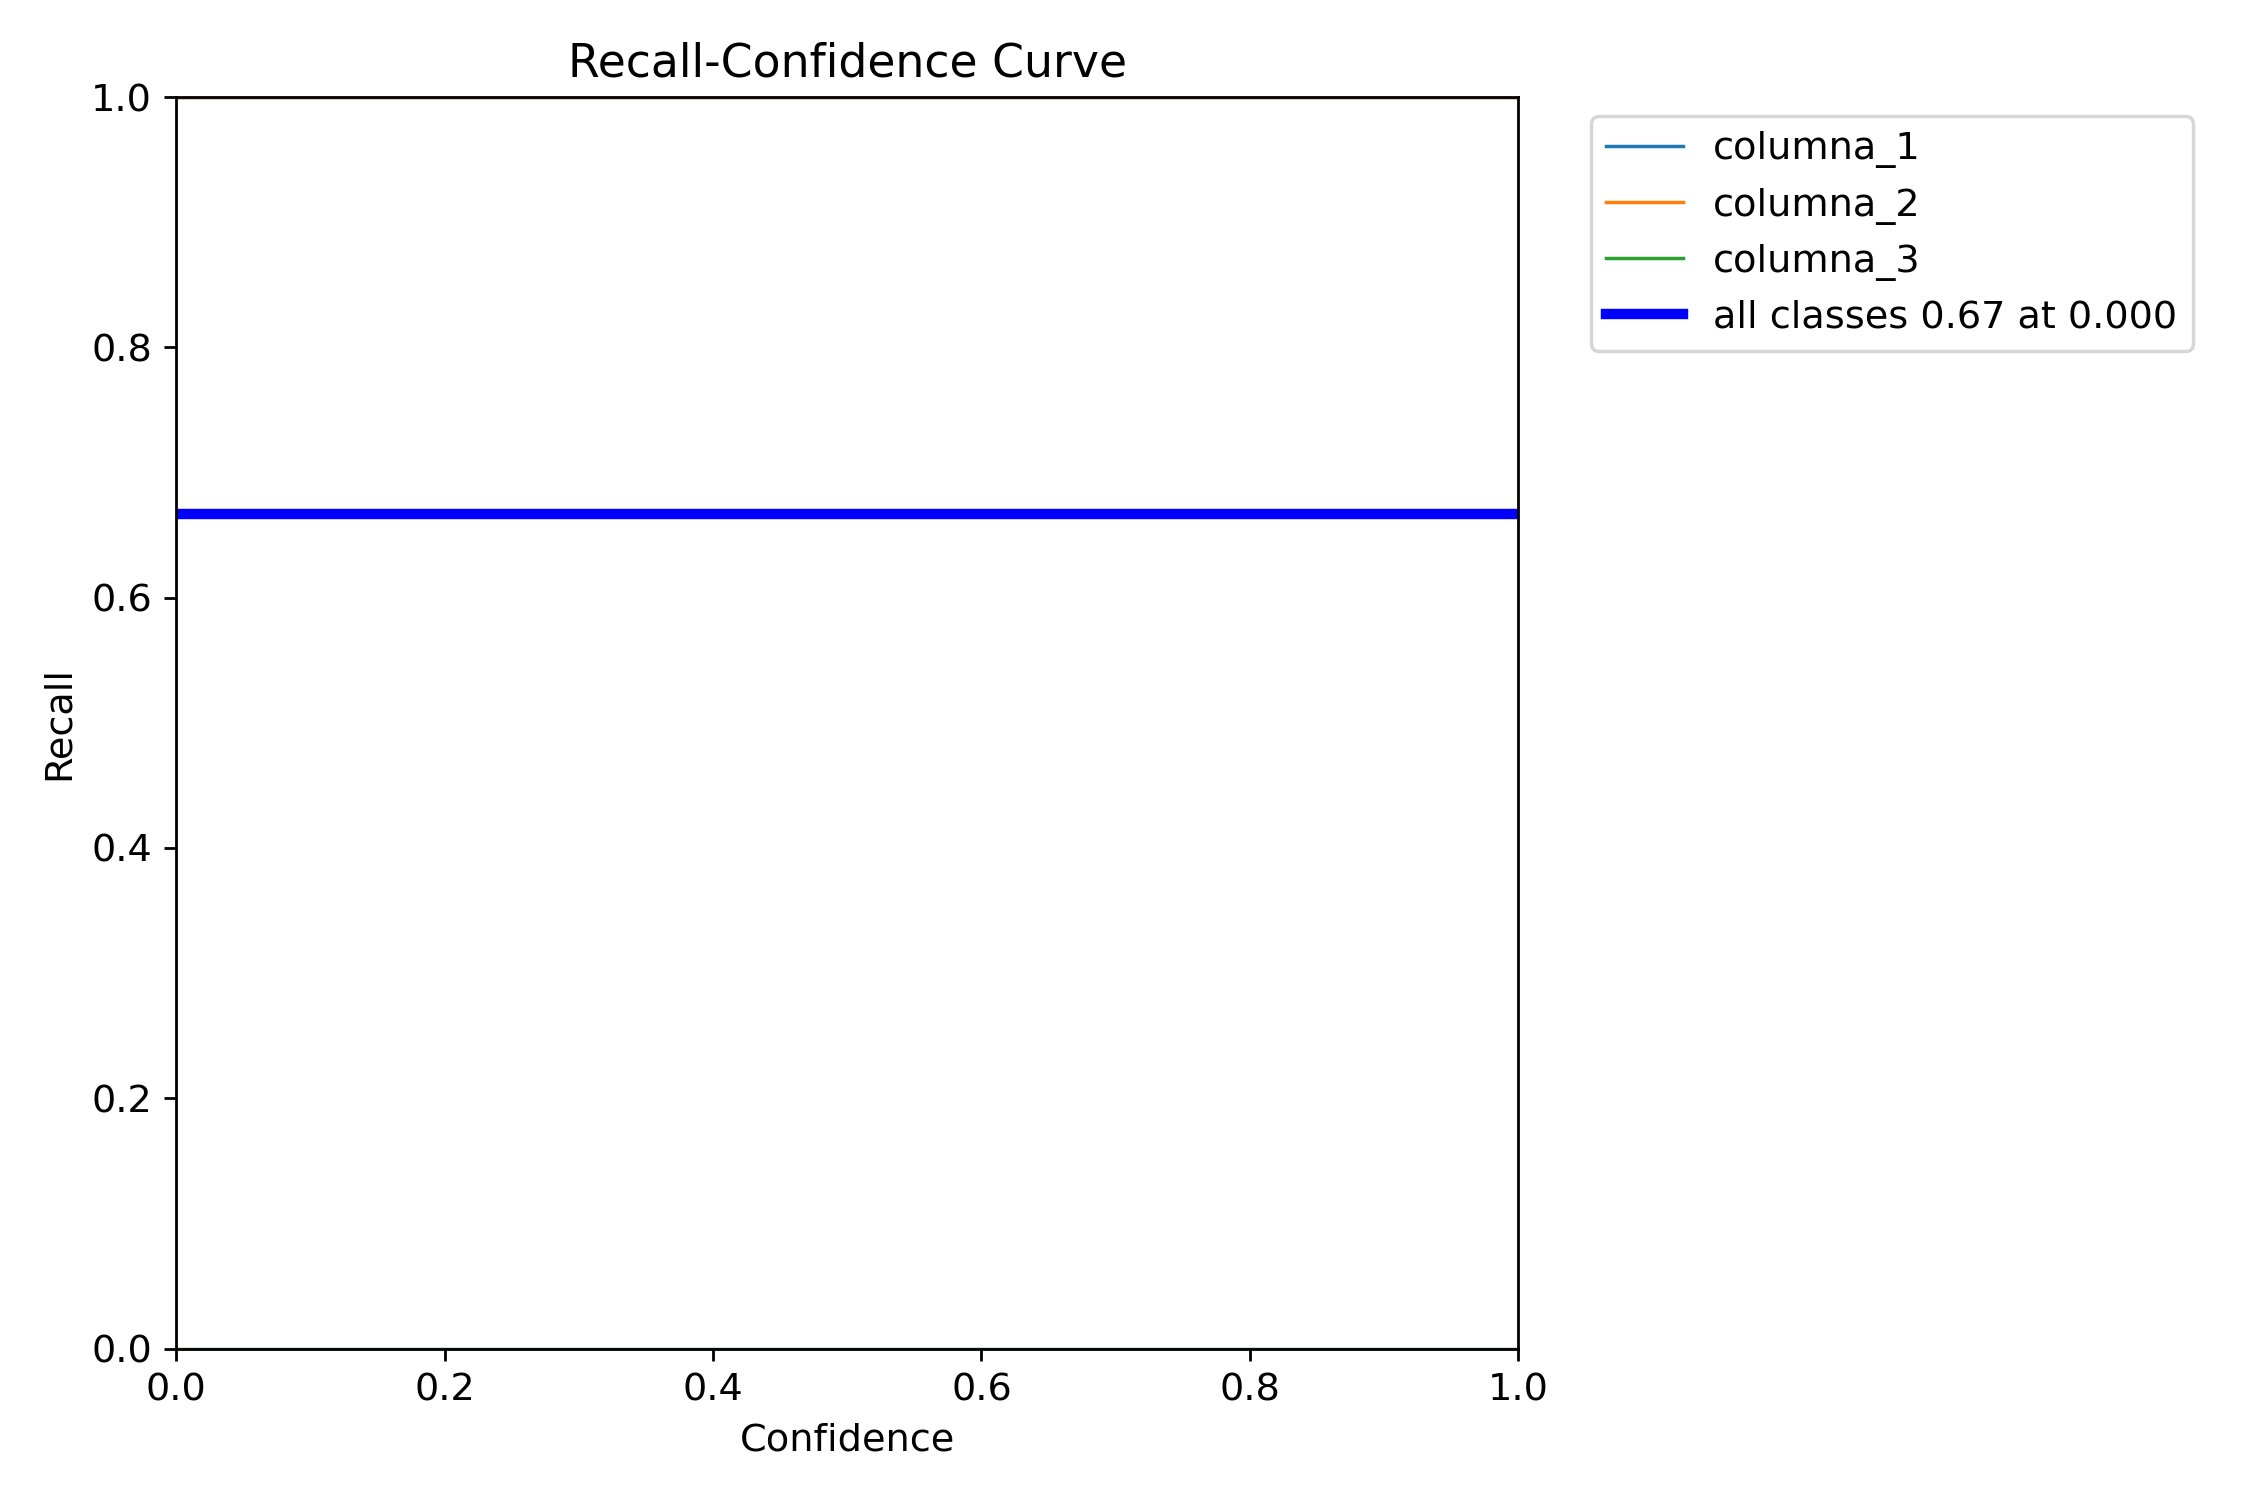 Recall-Confidence Curve
1.0
0.8
0.6
0.4
0.2
0.0
Recall
0.0 0.2 0.4 0.6 0.8 1.0
Confidence
columna_1
columna_2
columna_3
all classes 0.67 at 0.000